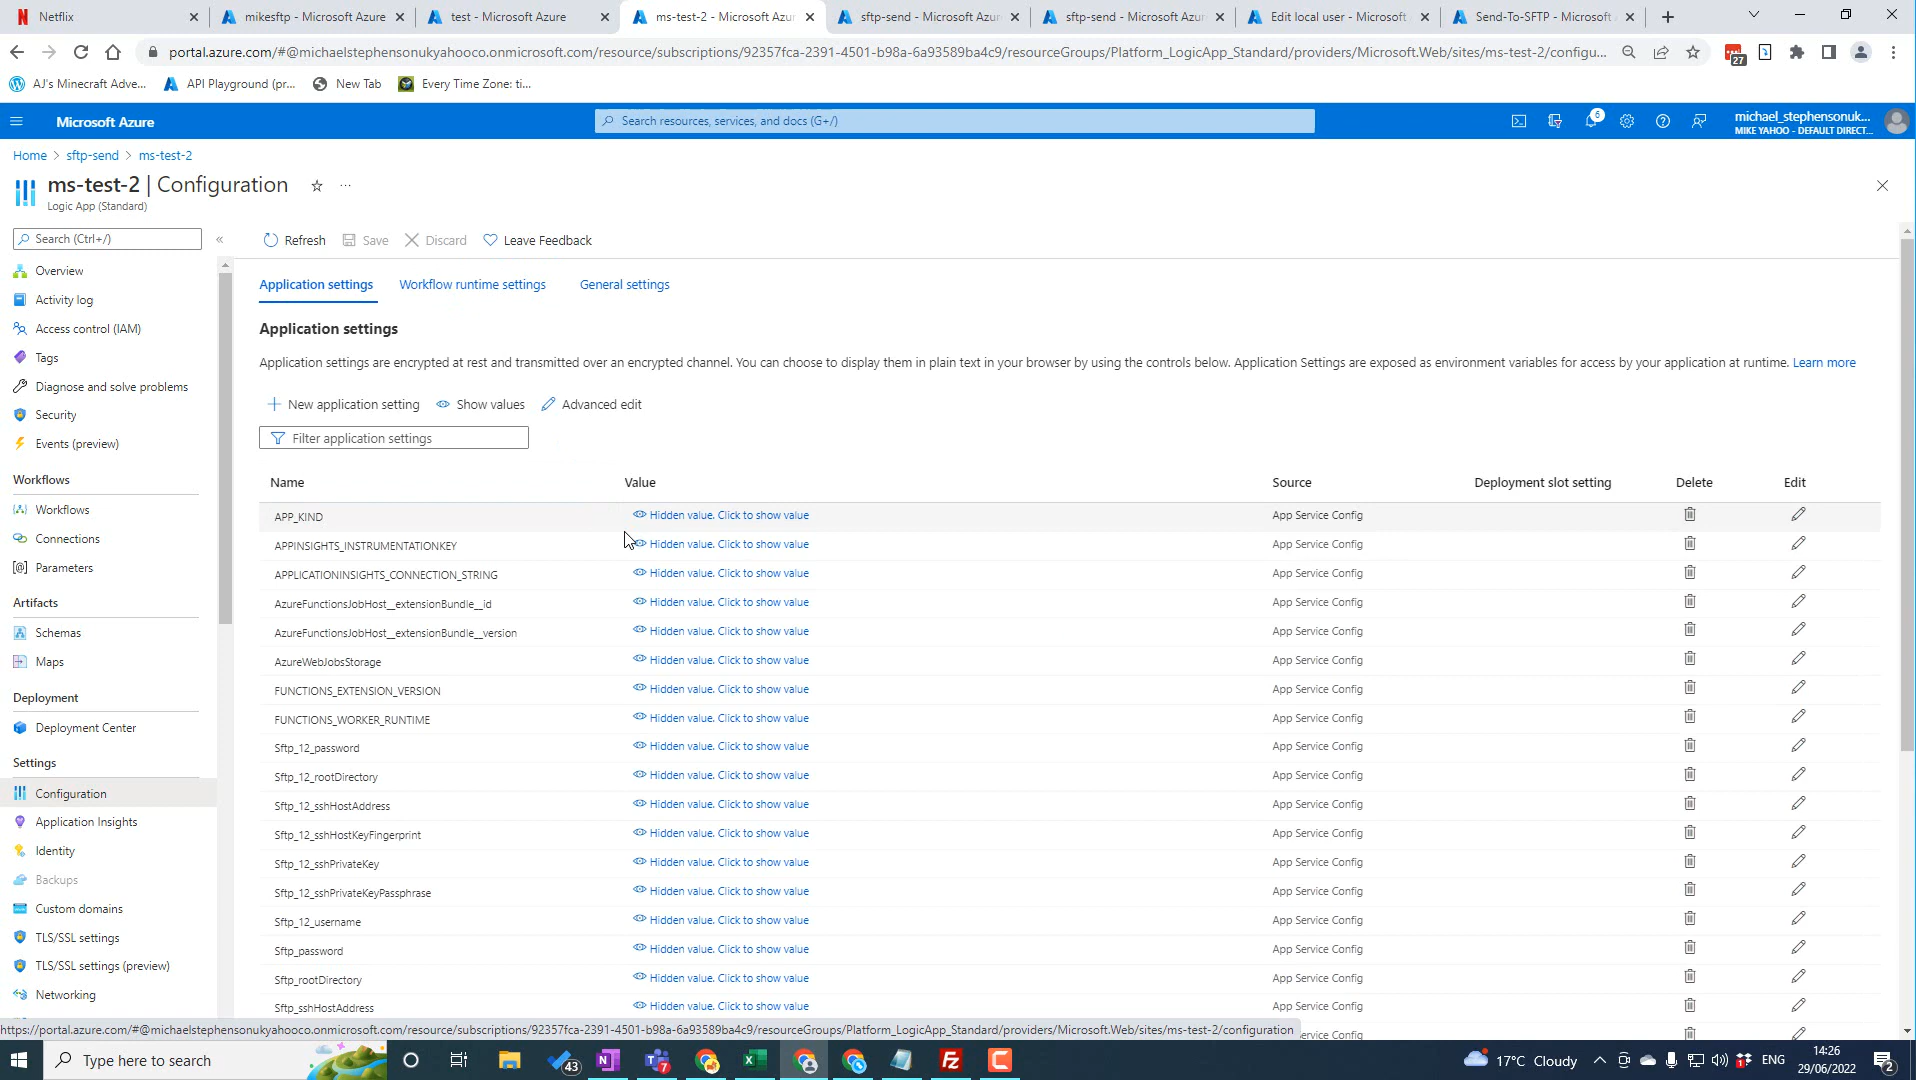 Netflix
mikesftp - Microsoft Azure
test - Microsoft Azure
ms-test-2 - Microsoft Az
sftp-send - Microsoft Azur
sftp-send - Microsoft Azur
Edit local user - Microsoft
Send-To-SFTP - Microsoft
portal.azure.com/#@michaelstephensonukyahooco.onmicrosoft.com/resource/subscriptions/92357fca-2391-4501-b98a-6a93589ba4c9/resourceGroups/Platform_LogicApp_Standard/providers/Microsoft.Web/sites/ms-test-2/configu...
27
AJ's Minecraft Adve...
API Playground (pr...
New Tab
Every Time Zone: ti...
Microsoft Azure
Search resources, services, and docs (G+/)
6
michael_stephensonuk...
MIKE YAHOO - DEFAULT DIRECT...
Home > sftp-send > ms-test-2
ms-test-2 | Configuration
Logic App (Standard)
Search (Ctrl+/)
Overview
Activity log
Access control (IAM)
Tags
Diagnose and solve problems
Security
Events (preview)
Workflows
Workflows
Connections
Parameters
Artifacts
Schemas
Maps
Deployment
Deployment Center
Settings
Configuration
Application Insights
Identity
Backups
Custom domains
TLS/SSL settings
TLS/SSL settings (preview)
Networking
Refresh
Save
Discard
Leave Feedback
Application settings
Workflow runtime settings
General settings
Application settings
Application settings are encrypted at rest and transmitted over an encrypted channel. You can choose to display them in plain text in your browser by using the controls below. Application Settings are exposed as environment variables for access by your application at runtime. Learn more
New application setting
Show values
Advanced edit
Filter application settings
Name Value Source Deployment slot setting Delete Edit
APP_KIND Hidden value. Click to show value App Service Config
APPINSIGHTS_INSTRUMENTATIONKEY Hidden value. Click to show value App Service Config
APPLICATIONINSIGHTS_CONNECTION_STRING Hidden value. Click to show value App Service Config
AzureFunctionsJobHost__extensionBundle__id Hidden value. Click to show value App Service Config
AzureFunctionsJobHost__extensionBundle__version Hidden value. Click to show value App Service Config
AzureWebJobsStorage Hidden value. Click to show value App Service Config
FUNCTIONS_EXTENSION_VERSION Hidden value. Click to show value App Service Config
FUNCTIONS_WORKER_RUNTIME Hidden value. Click to show value App Service Config
Sftp_12_password Hidden value. Click to show value App Service Config
Sftp_12_rootDirectory Hidden value. Click to show value App Service Config
Sftp_12_sshHostAddress Hidden value. Click to show value App Service Config
Sftp_12_sshHostKeyFingerprint Hidden value. Click to show value App Service Config
Sftp_12_sshPrivateKey Hidden value. Click to show value App Service Config
Sftp_12_sshPrivateKeyPassphrase Hidden value. Click to show value App Service Config
Sftp_12_username Hidden value. Click to show value App Service Config
Sftp_password Hidden value. Click to show value App Service Config
Sftp_rootDirectory Hidden value. Click to show value App Service Config
Sftp_sshHostAddress Hidden value. Click to show value App Service Config
App Service Config
https://portal.azure.com/#@michaelstephensonukyahooco.onmicrosoft.com/resource/subscriptions/92357fca-2391-4501-b98a-6a93589ba4c9/resourceGroups/Platform_LogicApp_Standard/providers/Microsoft.Web/sites/ms-test-2/configuration
Type here to search
43
7
17°C Cloudy
ENG
14:26
29/06/2022
2